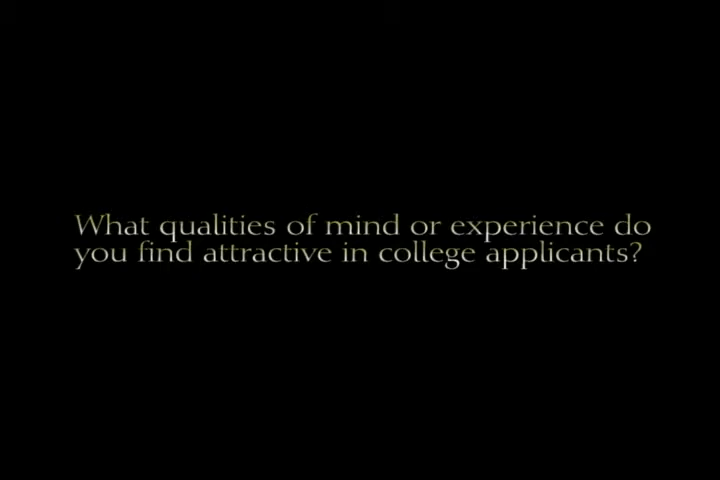 What qualities of mind or experience do
you find attractive in college applicants?